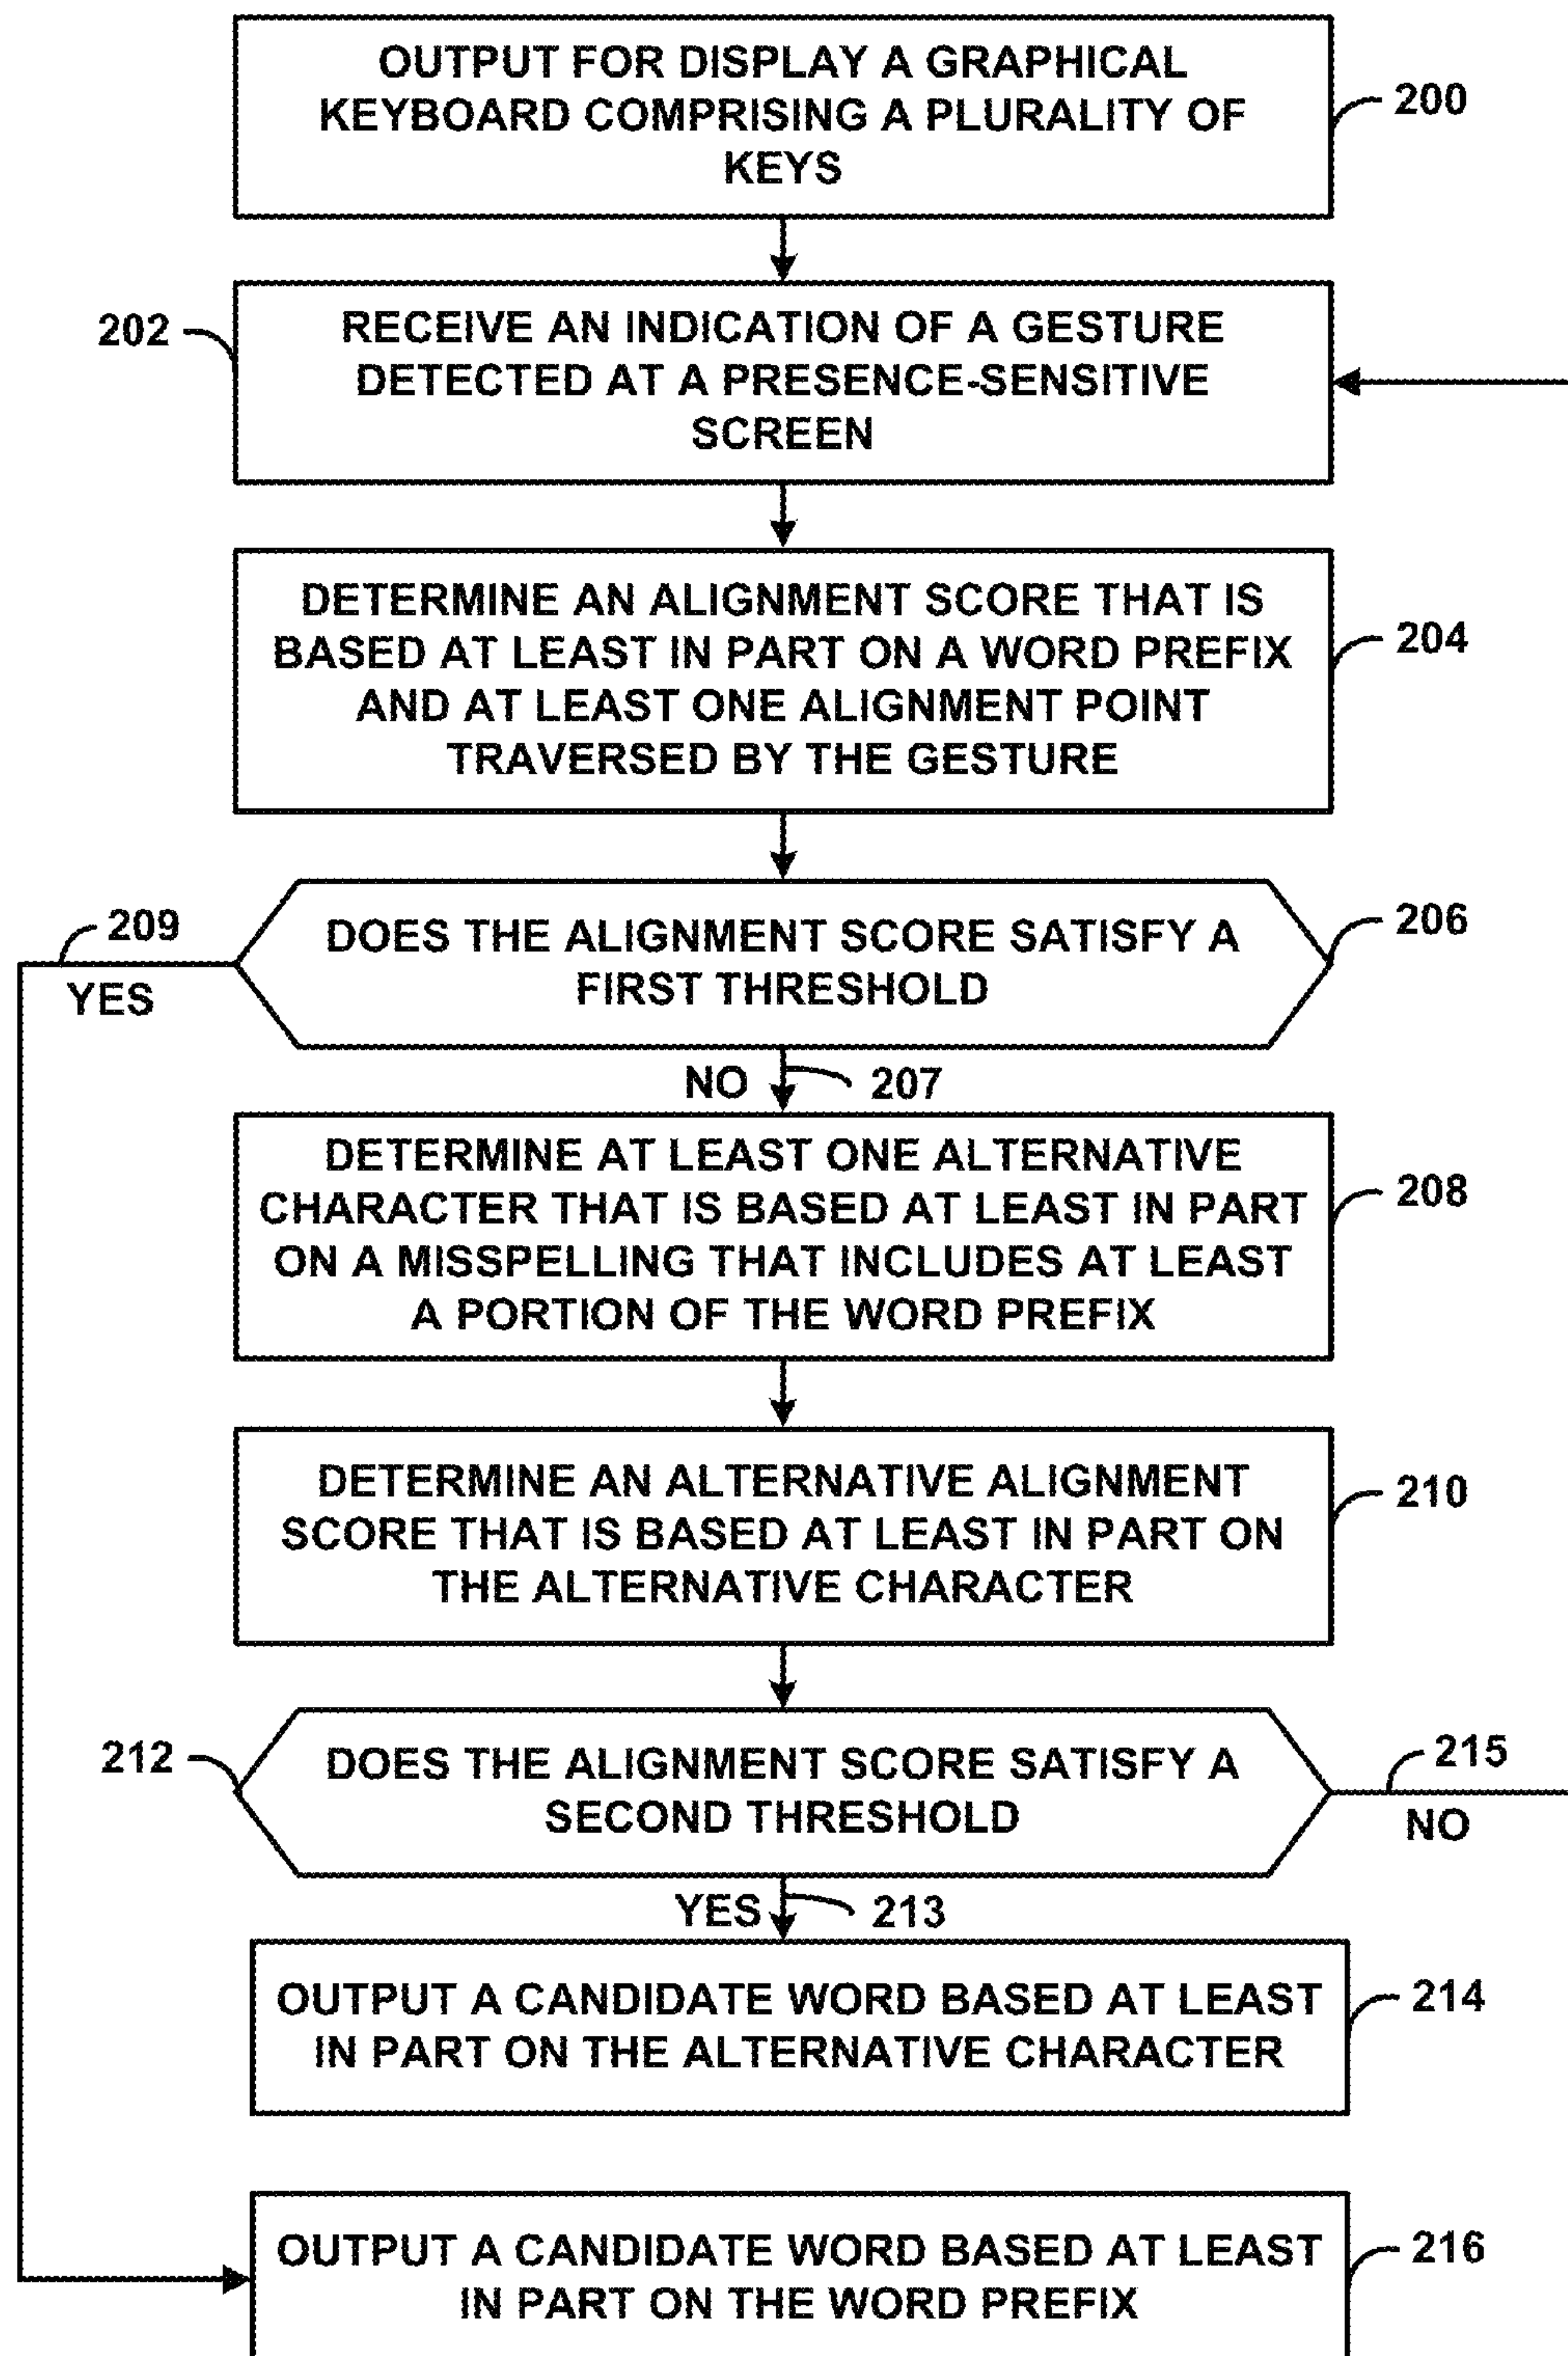 OUTPUT FOR DISPLAY A GRAPHICAL
KEYBOARD COMPRISING A PLURALITY OF
KEYS
200
202
RECEIVE AN INDICATION OF A GESTURE
DETECTED AT A PRESENCE-SENSITIVE
SCREEN
DETERMINE AN ALIGNMENT SCORE THAT IS
BASED AT LEAST IN PART ON A WORD PREFIX
AND AT LEAST ONE ALIGNMENT POINT
TRAVERSED BY THE GESTURE
204
209
YES
DOES THE ALIGNMENT SCORE SATISFY A
FIRST THRESHOLD
206
NO
207
DETERMINE AT LEAST ONE ALTERNATIVE
CHARACTER THAT IS BASED AT LEAST IN PART
ON A MISSPELLING THAT INCLUDES AT LEAST
A PORTION OF THE WORD PREFIX
208
DETERMINE AN ALTERNATIVE ALIGNMENT
SCORE THAT IS BASED AT LEAST IN PART ON
THE ALTERNATIVE CHARACTER
210
212
DOES THE ALIGNMENT SCORE SATISFY A
SECOND THRESHOLD
215
NO
YES
213
OUTPUT A CANDIDATE WORD BASED AT LEAST
IN PART ON THE ALTERNATIVE CHARACTER
214
OUTPUT A CANDIDATE WORD BASED AT LEAST
IN PART ON THE WORD PREFIX
216